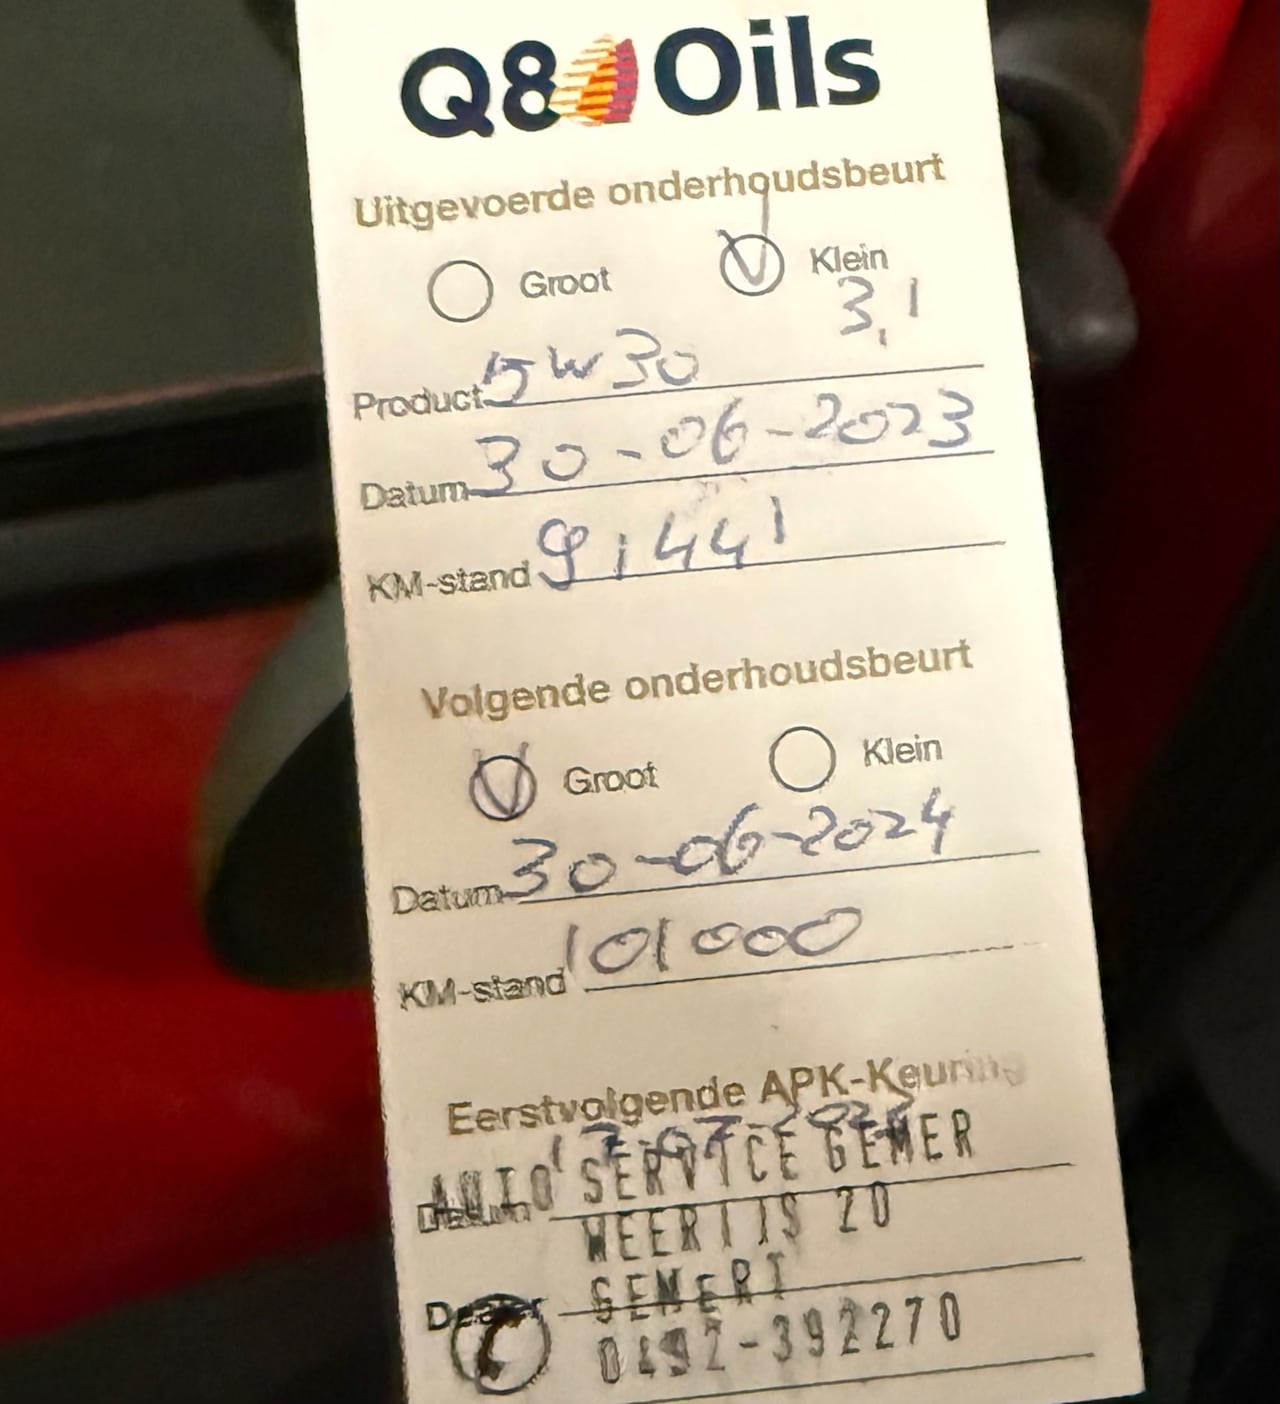 Q8 Oils
Uitgevoerde onderhoudsbeurt
Groot Klein
3,1
Product 5W30
Datum 30-06-2023
KM-stand 91441
Volgende onderhoudsbeurt
Groot Klein
Datum 30-06-2024
KM-stand 101000
Eerstvolgende APK-Keuring
AUTO SERVICE GEMER
Datum
NEERIJS 20
GEMERT
Dealer
0492-392270